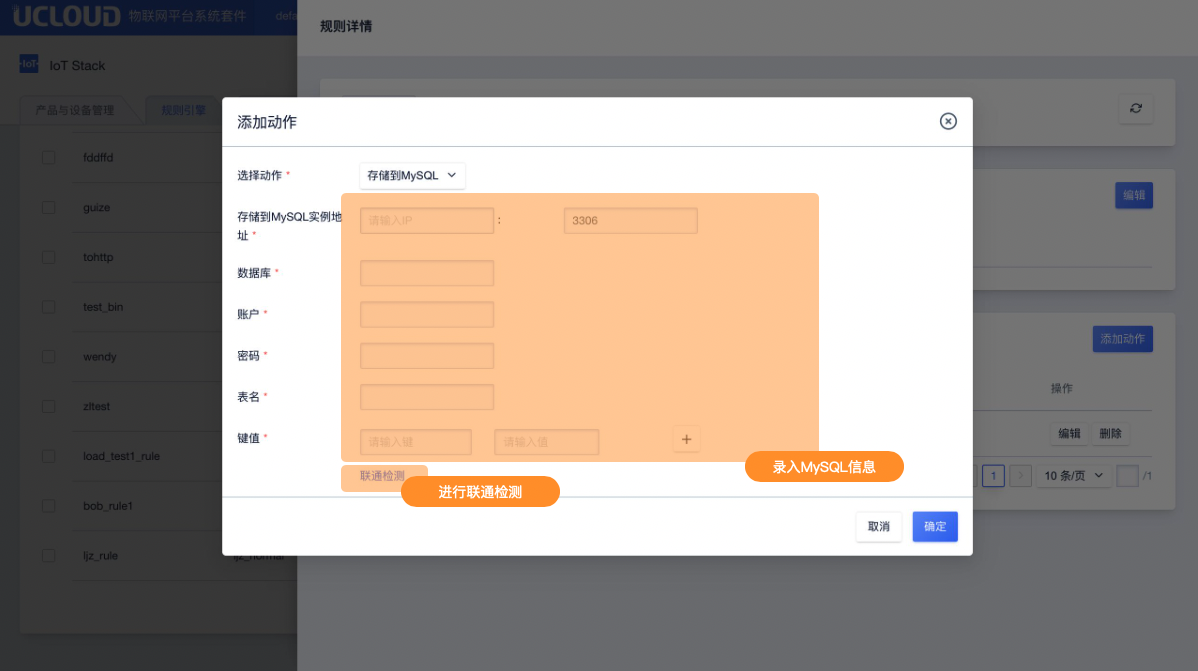 UCLOUD 物联网平台系统套件 defa
规则详情
IoT IoT Stack
产品与设备管理 规则引擎
添加动作
fddffd
选择动作 * 存储到MySQL
guize
编辑
存储到MySQL实例地
址 *
请输入IP : 3306
tohttp
数据库 *
test_bin
账户 *
添加动作
wendy
密码 *
操作
zltest
表名 *
编辑 删除
键值 * 请输入键 请输入值 +
load_test1_rule
录入MySQL信息
联通检测
1 10 条/页 /1
进行联通检测
bob_rule1
取消 确定
ljz_rule ljz_normal